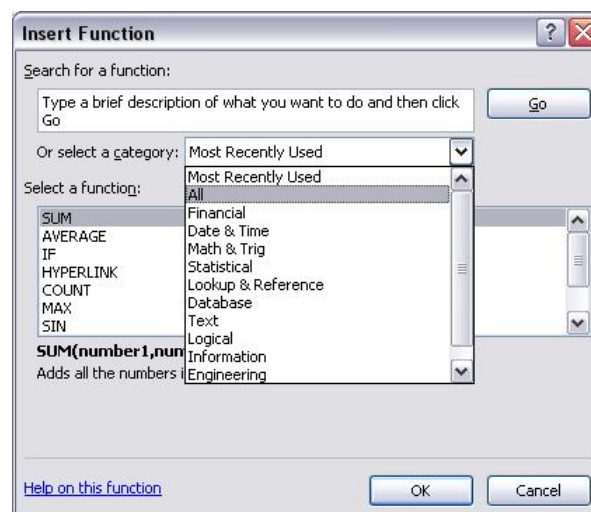 Insert Function
Search for a function:
Type a brief description of what you want to do and then click
Go
Go
Or select a category: Most Recently Used
Most Recently Used
All
Financial
Date & Time
Math & Trig
Statistical
Lookup & Reference
Database
Text
Logical
Information
Engineering
Select a function:
SUM
AVERAGE
IF
HYPERLINK
COUNT
MAX
SIN
SUM(number1,num
Adds all the numbers i
Help on this function
OK
Cancel